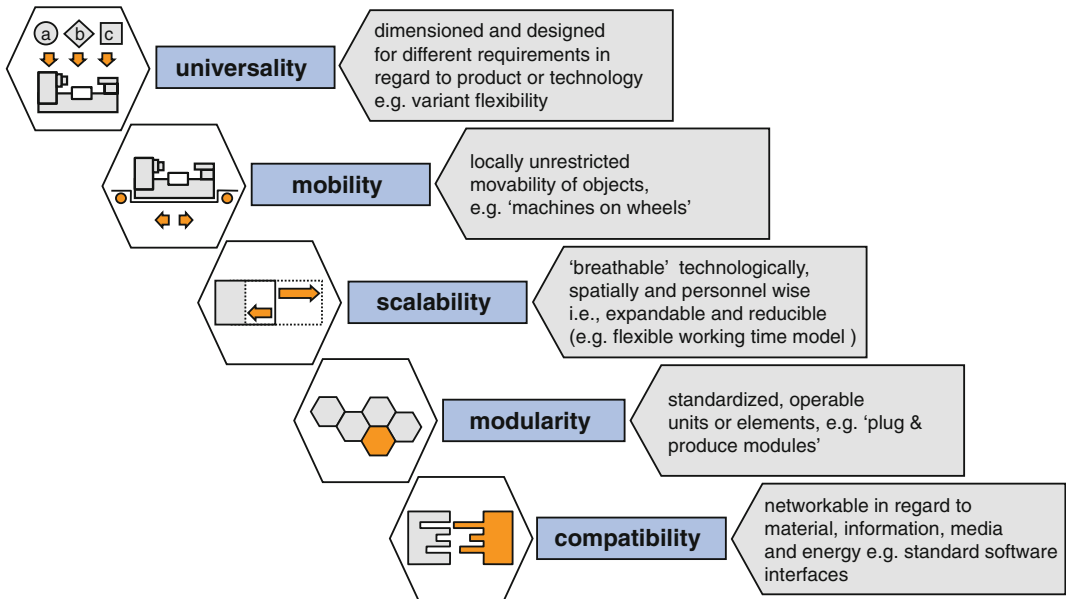 a b c
universality
dimensioned and designed
for different requirements in
regard to product or technology
e.g. variant flexibility
mobility
locally unrestricted
movability of objects,
e.g. ‘machines on wheels’
scalability
‘breathable’ technologically,
spatially and personnel wise
i.e., expandable and reducible
(e.g. flexible working time model )
modularity
standardized, operable
units or elements, e.g. ‘plug &
produce modules’
compatibility
networkable in regard to
material, information, media
and energy e.g. standard software
interfaces